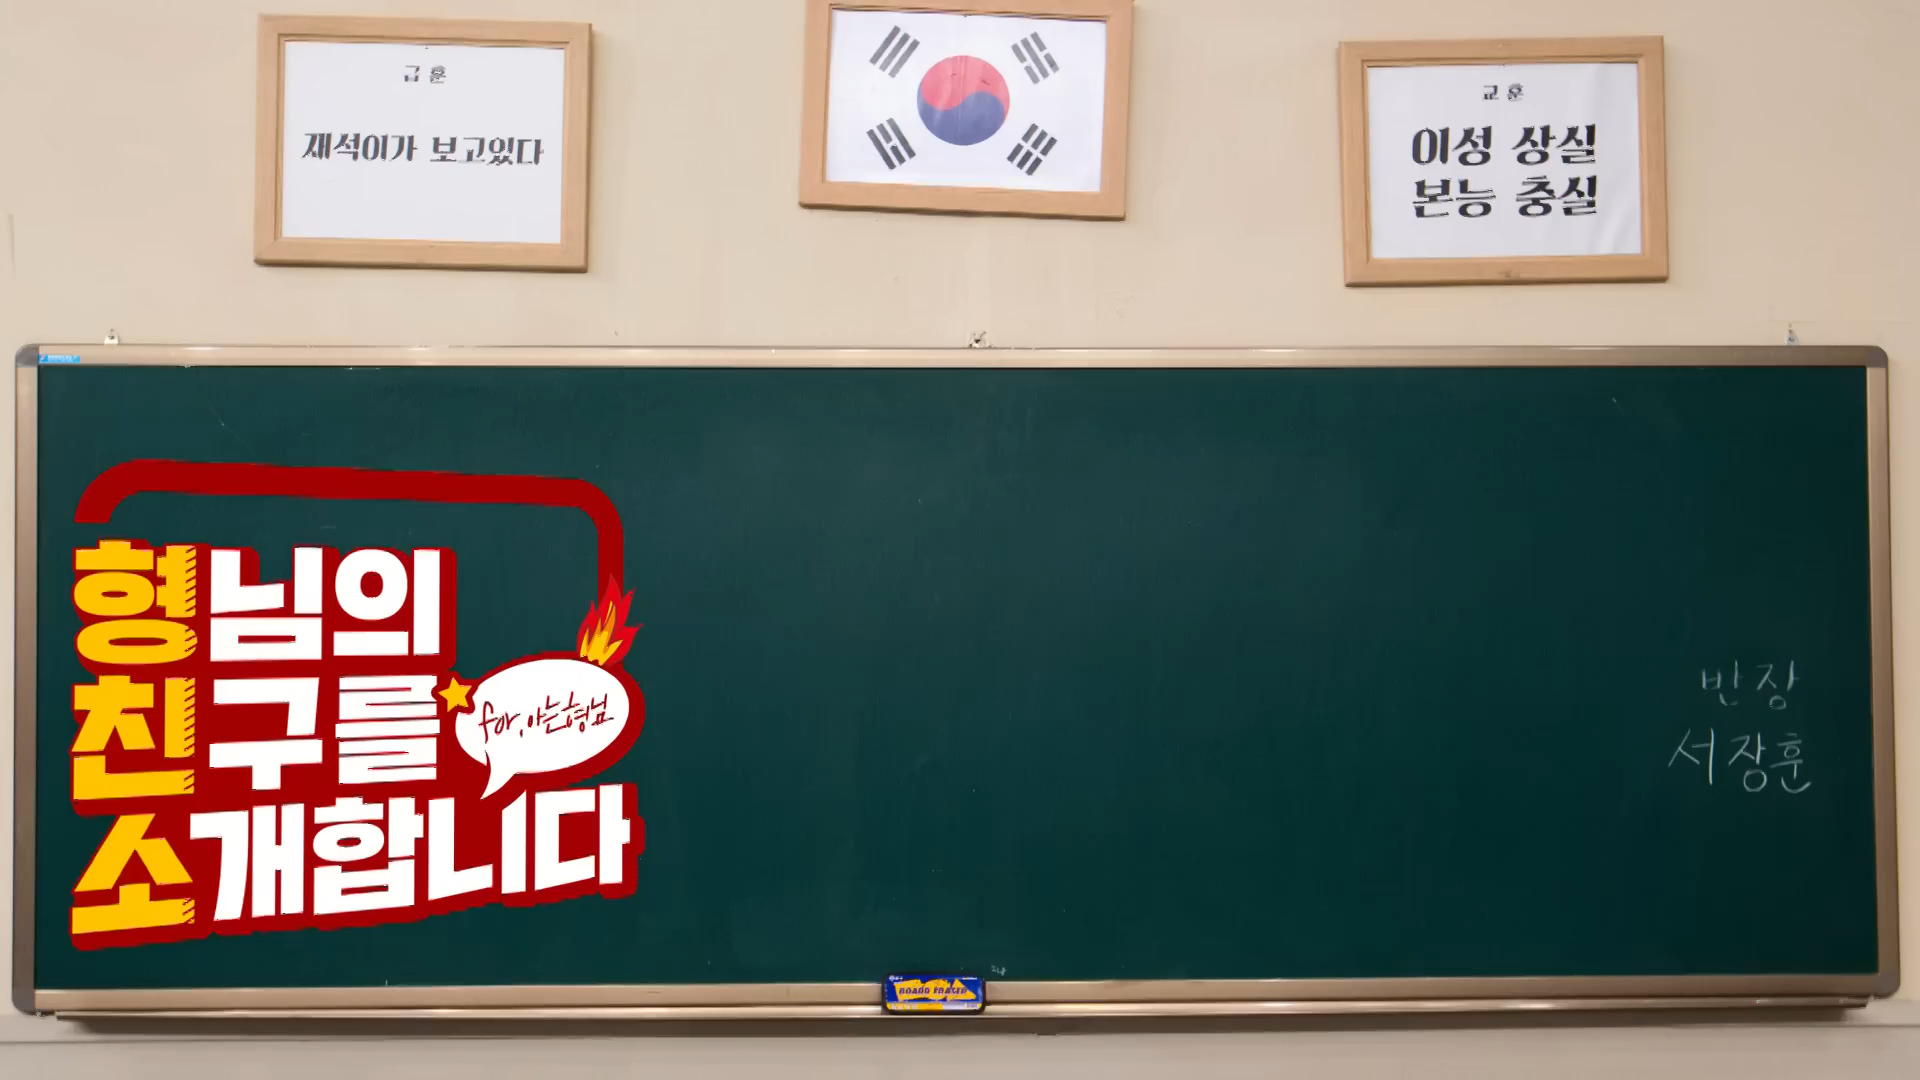 급훈
재석이가 보고있다
교훈
이성 상실
본능 충실
형님의
친구를
for. 아는형님
소개합니다
반장
서장훈
BOARD ERASER